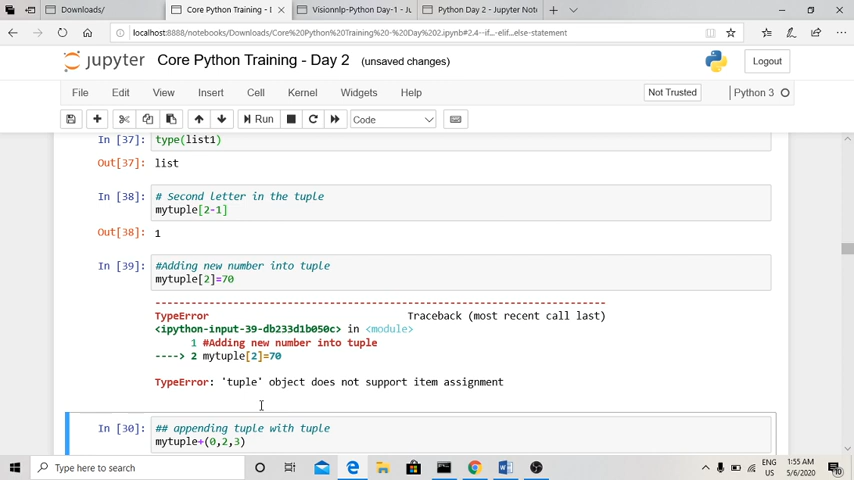 Downloads/
Core Python Training - D
Visionnlp-Python Day-1 - Ju
Python Day 2 - Jupyter Note
localhost:8888/notebooks/Downloads/Core%20Python%20Training%20-%20Day%202.ipynb#2.4--if...-elif...else-statement
jupyter Core Python Training - Day 2 (unsaved changes)
Logout
File Edit View Insert Cell Kernel Widgets Help
Not Trusted
Python 3
Run
Code
In [37]: type(list1)
Out[37]: list
In [38]: # Second letter in the tuple
mytuple[2-1]
Out[38]: 1
In [39]: #Adding new number into tuple
mytuple[2]=70
---------------------------------------------------------------------------
TypeError Traceback (most recent call last)
<ipython-input-39-db233d1b050c> in <module>
1 #Adding new number into tuple
----> 2 mytuple[2]=70
TypeError: 'tuple' object does not support item assignment
In [30]: ## appending tuple with tuple
mytuple+(0,2,3)
Type here to search
ENG
US
1:55 AM
5/6/2020